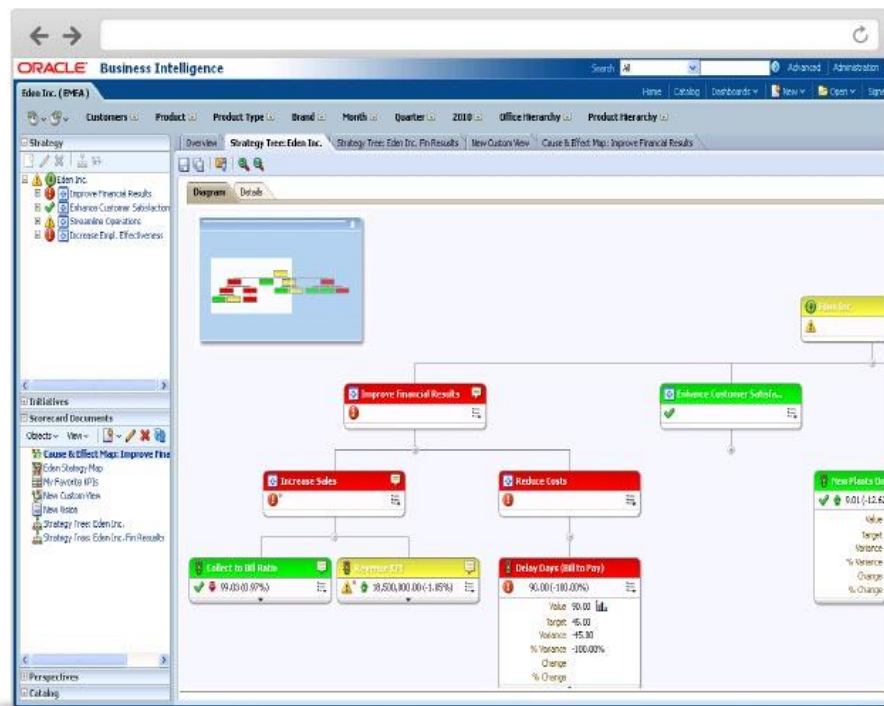 ORACLE Business Intelligence
Search All Advanced Administration
Eden Inc. (EMEA)
Home Catalog Dashboards New Open
Customers Product Product Type Brand Month Quarter 2010 Office Hierarchy Product Hierarchy
Strategy
Overview Strategy Tree: Eden Inc. Strategy Tree: Eden Inc. Fin Results New Custom View Cause & Effect Map: Improve Financial Results
Eden Inc.
Improve Financial Results
Enhance Customer Satisfaction
Streamline Operations
Increase Empl. Effectiveness
Diagram Details
Eden Inc.
Improve Financial Results
Enhance Customer Satisfa...
Initiatives
Scorecard Documents
Objects View
Cause & Effect Map: Improve Fina
Eden Strategy Map
My Favorite KPIs
New Custom View
New Vision
Strategy Tree: Eden Inc.
Strategy Tree: Eden Inc. Fin Results
Increase Sales
Reduce Costs
New Plants
Collect to Bill Ratio
99.03 (0.97%)
Revenue KPI
Delay Days (Bill to Pay)
90.00 (-100.00%)
Value 90.00
Target 45.00
Variance -45.00
% Variance -100.00%
Change
% Change
Value
Target
Variance
% Variance
Change
% Change
Perspectives
Catalog